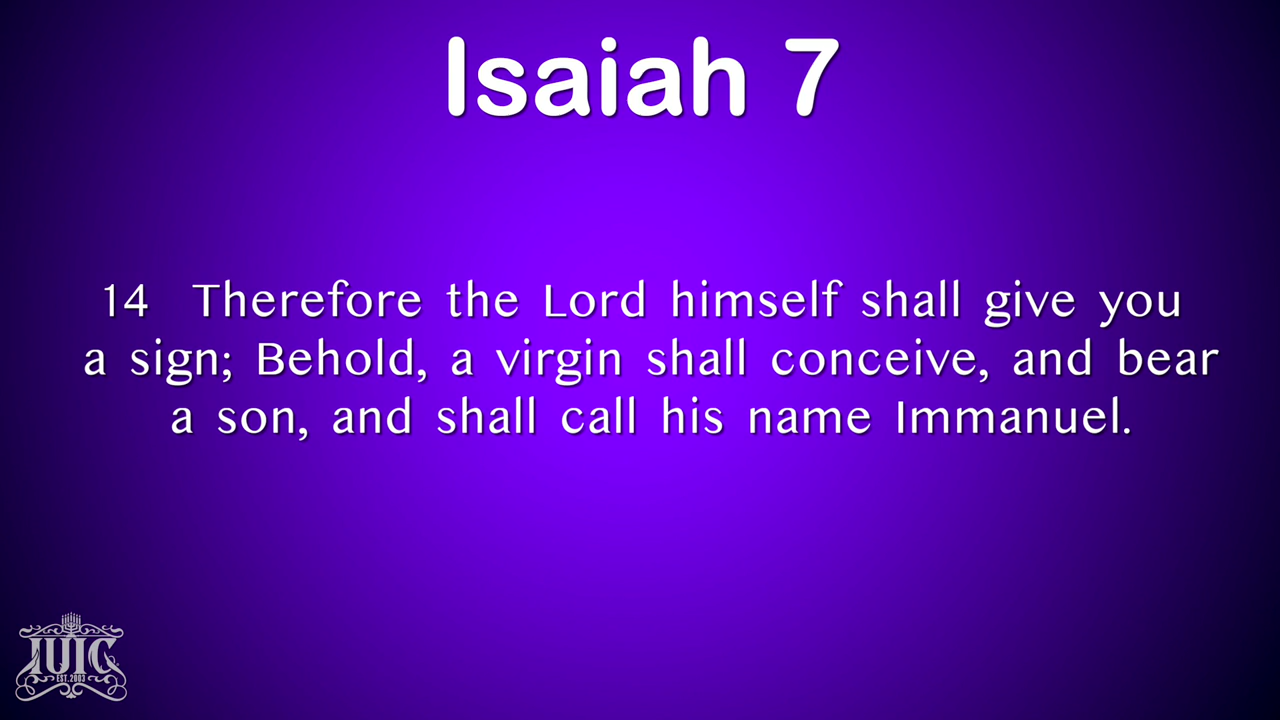 Isaiah 7
14 Therefore the Lord himself shall give you
a sign; Behold, a virgin shall conceive, and bear
a son, and shall call his name Immanuel.
IUIC
EST. 2003